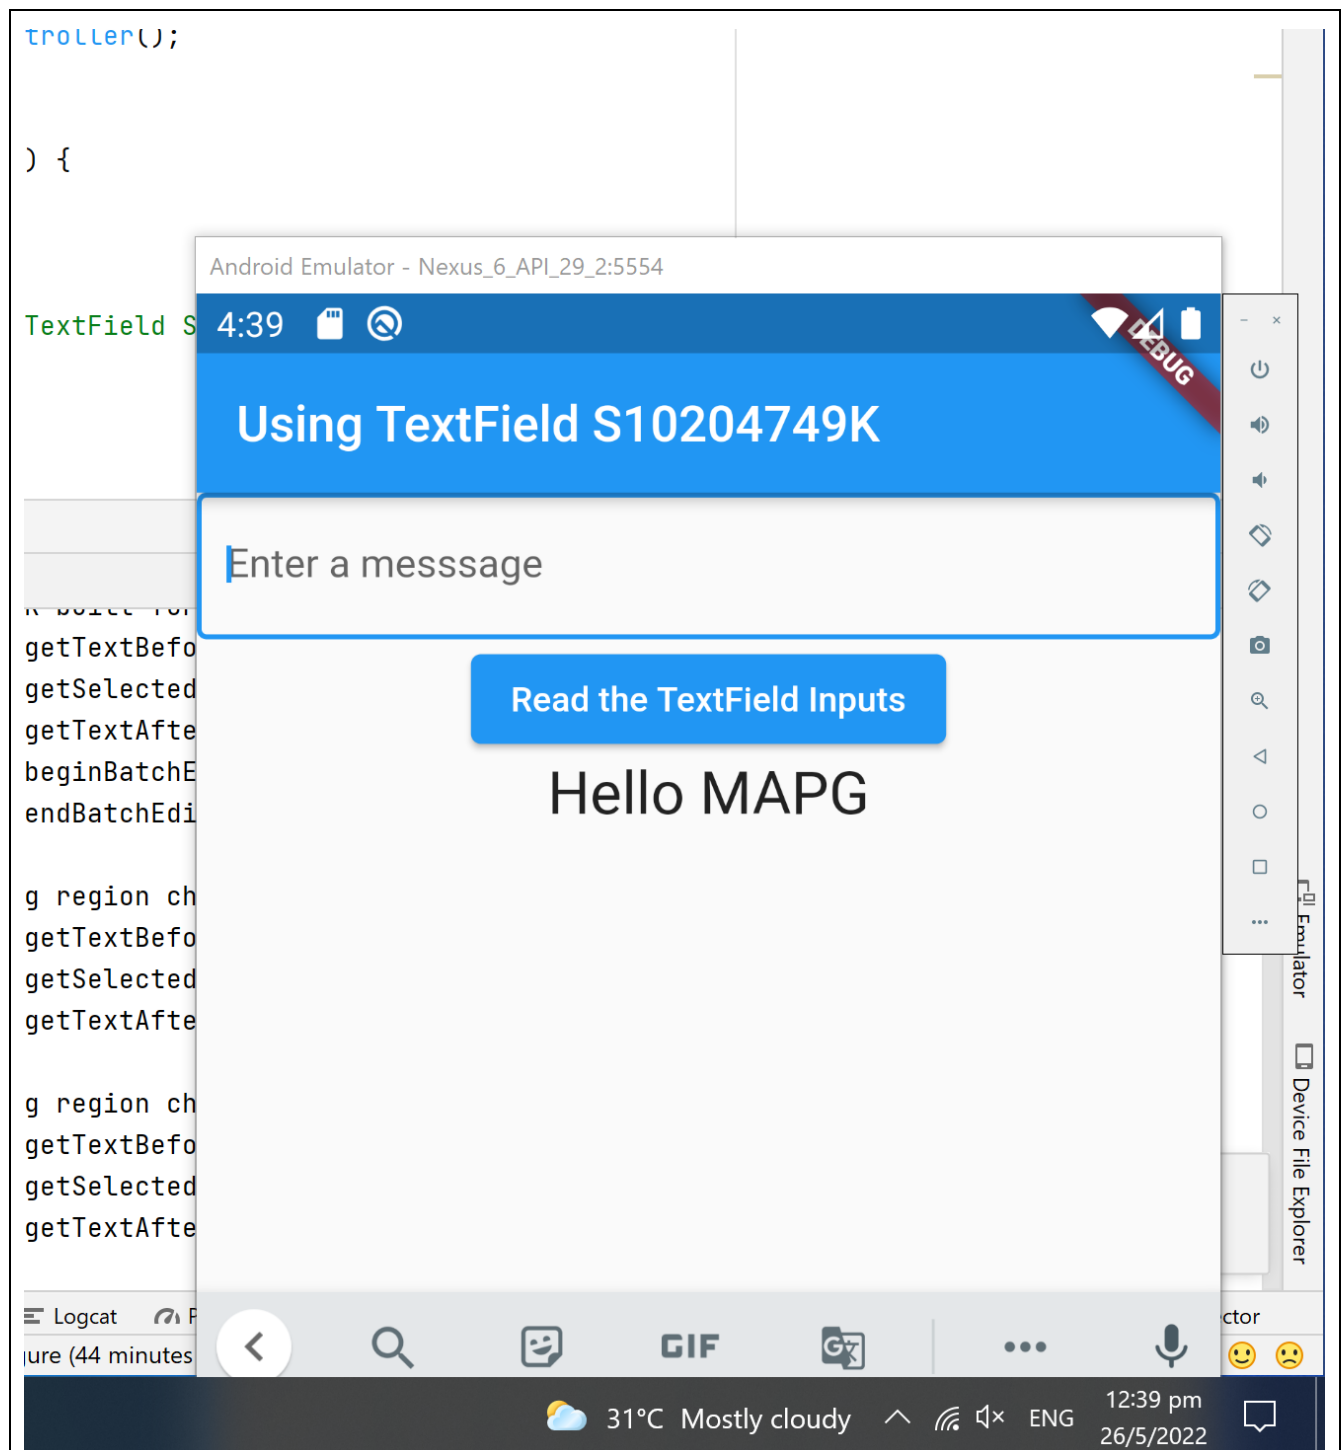 troller();
) {
Android Emulator - Nexus_6_API_29_2:5554
TextField S
4:39
DEBUG
Using TextField S10204749K
Enter a messsage
getTextBefo
getSelected
getTextAfte
beginBatchE
endBatchEdi
Read the TextField Inputs
Hello MAPG
g region ch
getTextBefo
getSelected
getTextAfte
g region ch
getTextBefo
getSelected
getTextAfte
Emulator
Device File Explorer
Logcat P
ctor
ure (44 minutes
GIF
G
31°C Mostly cloudy ENG
12:39 pm
26/5/2022